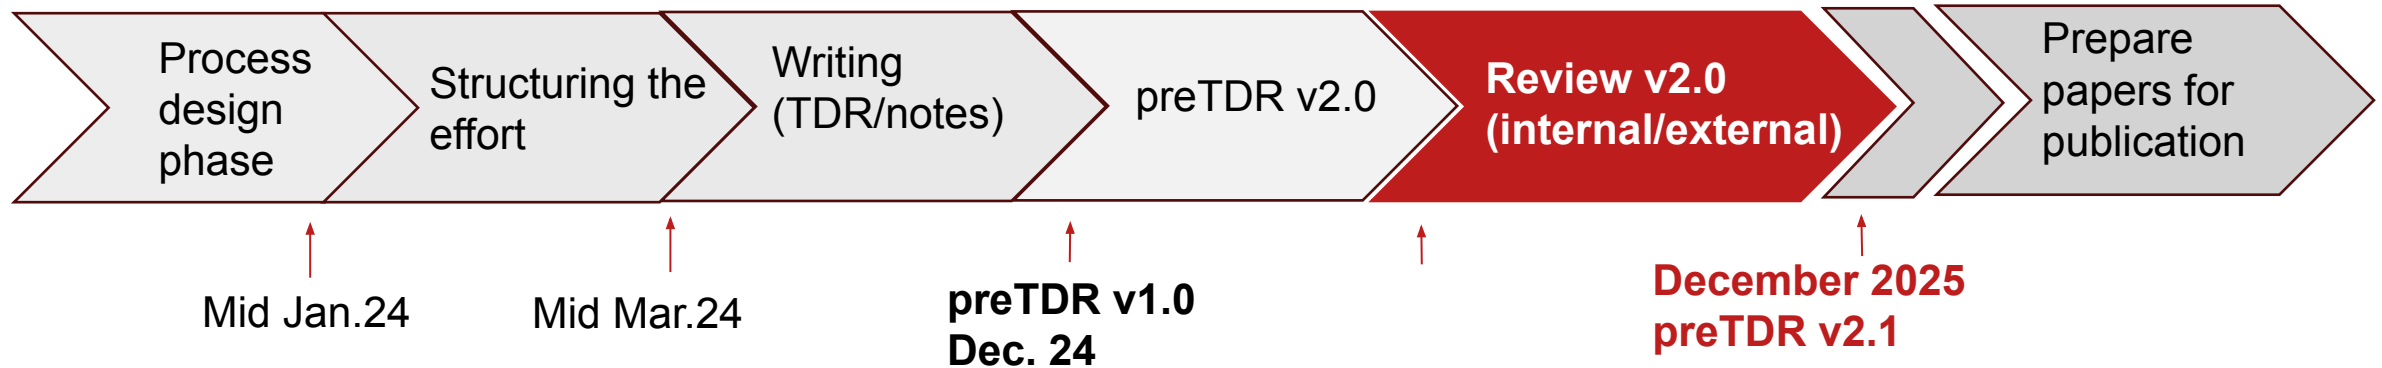 Process
design
phase
Structuring the
effort
Writing
(TDR/notes)
preTDR v2.0
Review v2.0
(internal/external)
Prepare
papers for
publication
Mid Jan.24
Mid Mar.24
preTDR v1.0
Dec. 24
December 2025
preTDR v2.1